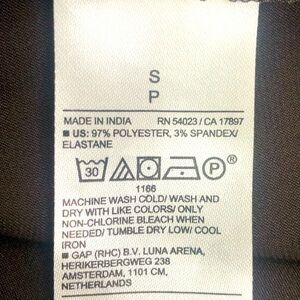 S
P
MADE IN INDIA RN 54023 / CA 17897
■ US: 97% POLYESTER, 3% SPANDEX/
ELASTANE
30 P ®
1166
MACHINE WASH COLD/ WASH AND
DRY WITH LIKE COLORS/ ONLY
NON-CHLORINE BLEACH WHEN
NEEDED/ TUMBLE DRY LOW/ COOL
IRON
■ GAP (RHC) B.V. LUNA ARENA,
HERIKERBERGWEG 238
AMSTERDAM, 1101 CM,
NETHERLANDS